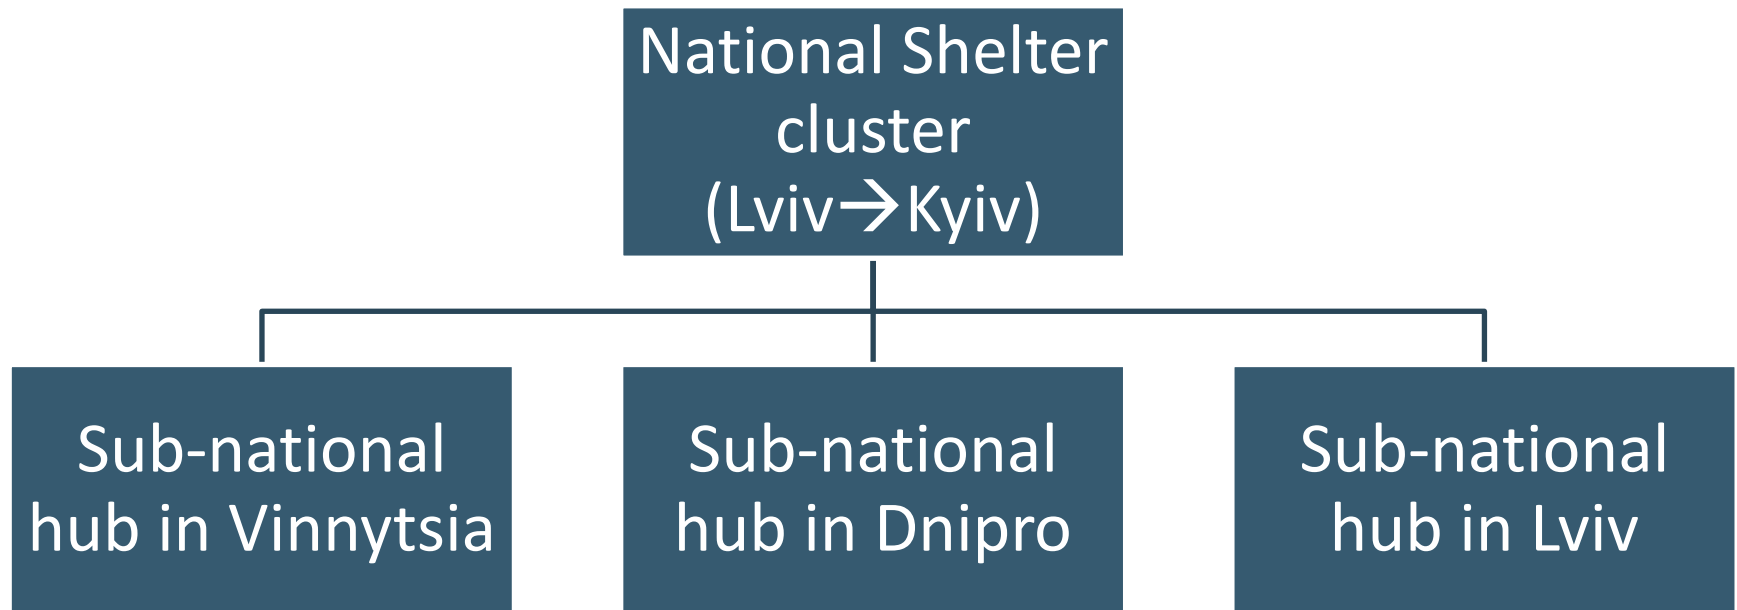 National Shelter
cluster
(Lviv→Kyiv)
Sub-national
hub in Vinnytsia
Sub-national
hub in Dnipro
Sub-national
hub in Lviv